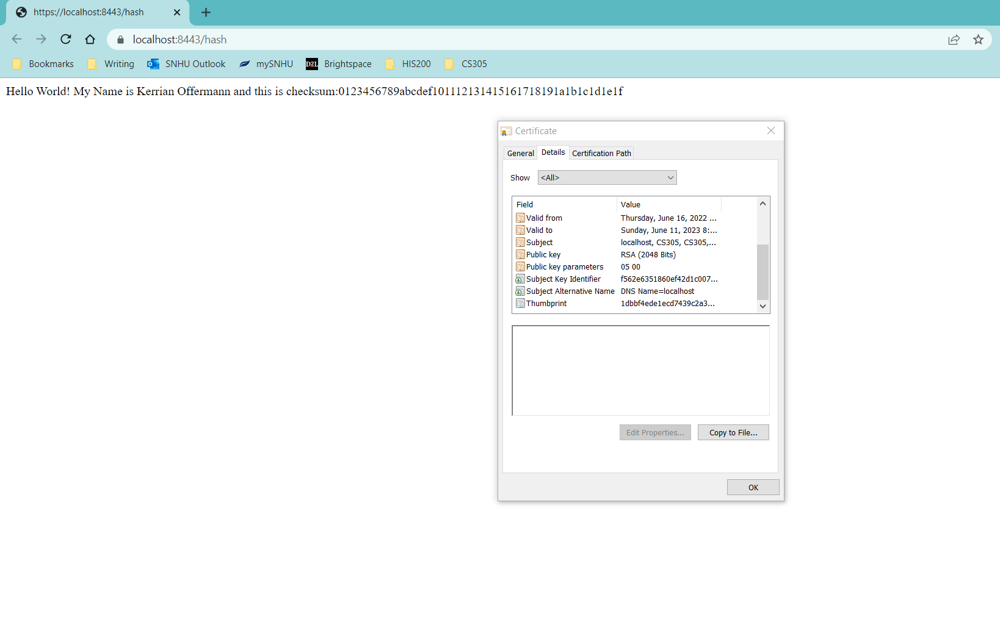 https://localhost:8443/hash
localhost:8443/hash
Bookmarks Writing SNHU Outlook mySNHU D2L Brightspace HIS200 CS305
Hello World! My Name is Kerrian Offermann and this is checksum:0123456789abcdef101112131415161718191a1b1c1d1e1f
Certificate
General Details Certification Path
Show <All>
Field Value
Valid from Thursday, June 16, 2022 ...
Valid to Sunday, June 11, 2023 8:...
Subject localhost, CS305, CS305,...
Public key RSA (2048 Bits)
Public key parameters 05 00
Subject Key Identifier f562e6351860ef42d1c007...
Subject Alternative Name DNS Name=localhost
Thumbprint 1dbbf4ede1ecd7439c2a3...
Edit Properties... Copy to File...
OK